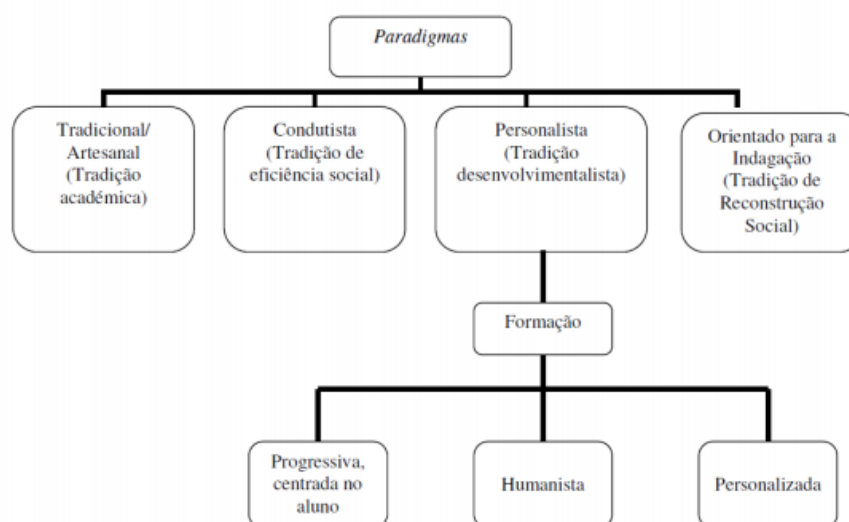 Paradigmas
Tradicional/
Artesanal
(Tradição
académica)
Condutista
(Tradição de
eficiência social)
Personalista
(Tradição
desenvolvimentalista)
Orientado para a
Indagação
(Tradição de
Reconstrução
Social)
Formação
Progressiva,
centrada no
aluno
Humanista
Personalizada